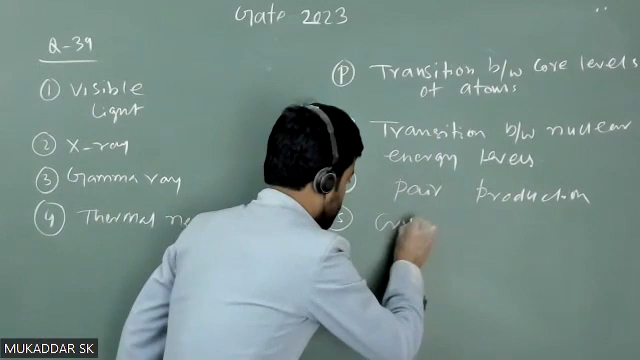 Gate 2023
Q-39
① Visible
Light
② X-ray
③ Gamma ray
④ Thermal ne
Ⓟ Transition b/w core levels
of atoms
Transition b/w nuclear
energy levels
Pair production
Ⓢ
MUKADDAR SK